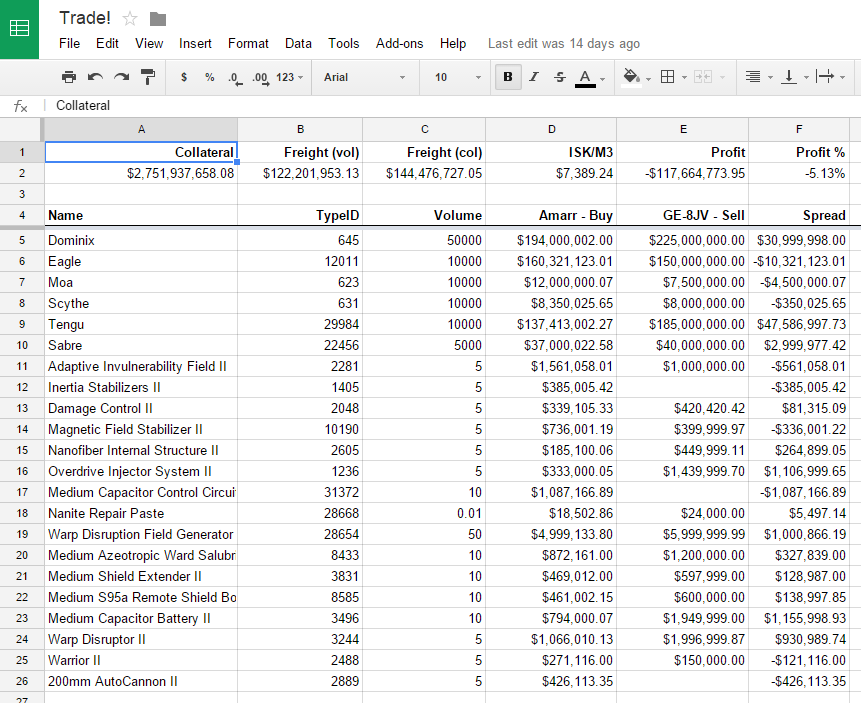 Trade!
File Edit View Insert Format Data Tools Add-ons Help Last edit was 14 days ago
$ % .0 .00 123 Arial 10 B I S A
fx Collateral
A B C D E F
1 Collateral Freight (vol) Freight (col) ISK/M3 Profit Profit %
2 $2,751,937,658.08 $122,201,953.13 $144,476,727.05 $7,389.24 -$117,664,773.95 -5.13%
3
4 Name TypeID Volume Amarr - Buy GE-8JV - Sell Spread
5 Dominix 645 50000 $194,000,002.00 $225,000,000.00 $30,999,998.00
6 Eagle 12011 10000 $160,321,123.01 $150,000,000.00 -$10,321,123.01
7 Moa 623 10000 $12,000,000.07 $7,500,000.00 -$4,500,000.07
8 Scythe 631 10000 $8,350,025.65 $8,000,000.00 -$350,025.65
9 Tengu 29984 10000 $137,413,002.27 $185,000,000.00 $47,586,997.73
10 Sabre 22456 5000 $37,000,022.58 $40,000,000.00 $2,999,977.42
11 Adaptive Invulnerability Field II 2281 5 $1,561,058.01 $1,000,000.00 -$561,058.01
12 Inertia Stabilizers II 1405 5 $385,005.42 -$385,005.42
13 Damage Control II 2048 5 $339,105.33 $420,420.42 $81,315.09
14 Magnetic Field Stabilizer II 10190 5 $736,001.19 $399,999.97 -$336,001.22
15 Nanofiber Internal Structure II 2605 5 $185,100.06 $449,999.11 $264,899.05
16 Overdrive Injector System II 1236 5 $333,000.05 $1,439,999.70 $1,106,999.65
17 Medium Capacitor Control Circui 31372 10 $1,087,166.89 -$1,087,166.89
18 Nanite Repair Paste 28668 0.01 $18,502.86 $24,000.00 $5,497.14
19 Warp Disruption Field Generator 28654 50 $4,999,133.80 $5,999,999.99 $1,000,866.19
20 Medium Azeotropic Ward Salubr 8433 10 $872,161.00 $1,200,000.00 $327,839.00
21 Medium Shield Extender II 3831 10 $469,012.00 $597,999.00 $128,987.00
22 Medium S95a Remote Shield Bo 8585 10 $461,002.15 $600,000.00 $138,997.85
23 Medium Capacitor Battery II 3496 10 $794,000.07 $1,949,999.00 $1,155,998.93
24 Warp Disruptor II 3244 5 $1,066,010.13 $1,996,999.87 $930,989.74
25 Warrior II 2488 5 $271,116.00 $150,000.00 -$121,116.00
26 200mm AutoCannon II 2889 5 $426,113.35 -$426,113.35
27